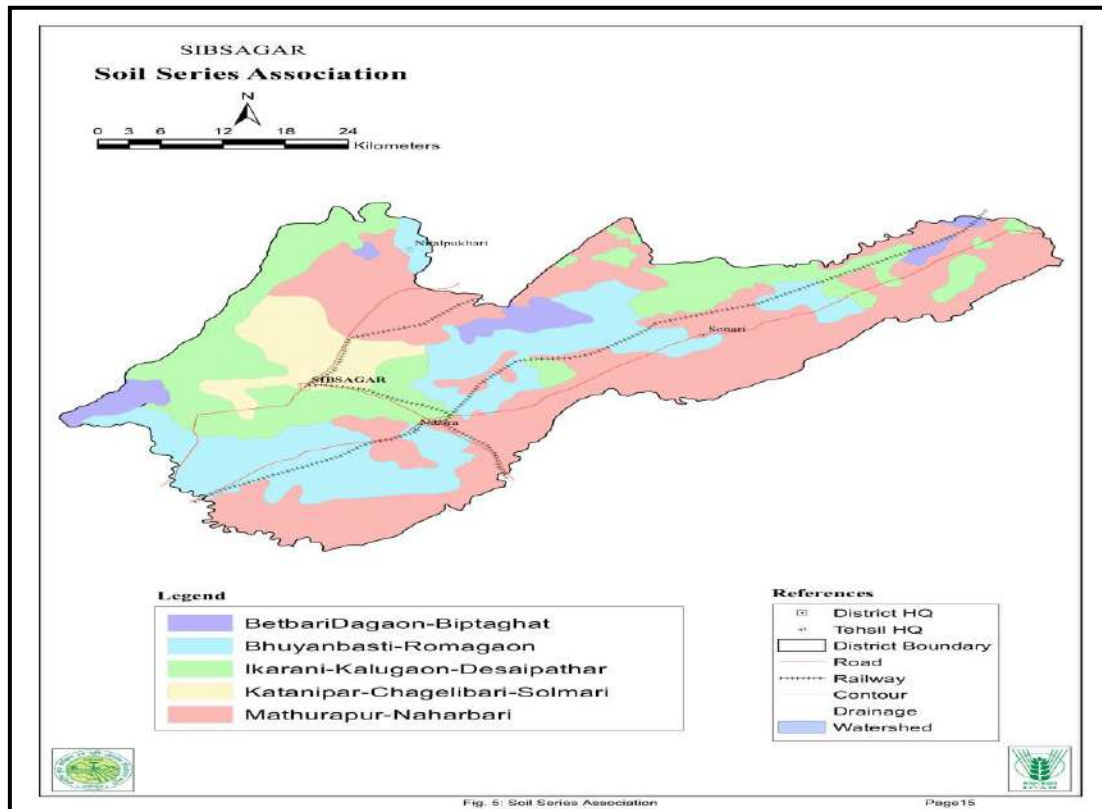 SIBSAGAR
Soil Series Association
N
0 3 6 12 18 24
Kilometers
SIBSAGAR
Nazira
Sonari
Legend
BetbariDagaon-Biptaghat
Bhuyanbasti-Romagaon
Ikarani-Kalugaon-Desaipathar
Katanipar-Chagelibari-Solmari
Mathurapur-Naharbari
References
District HQ
Tehsil HQ
District Boundary
Road
Railway
Contour
Drainage
Watershed
Fig. 5: Soil Series Association
Page15